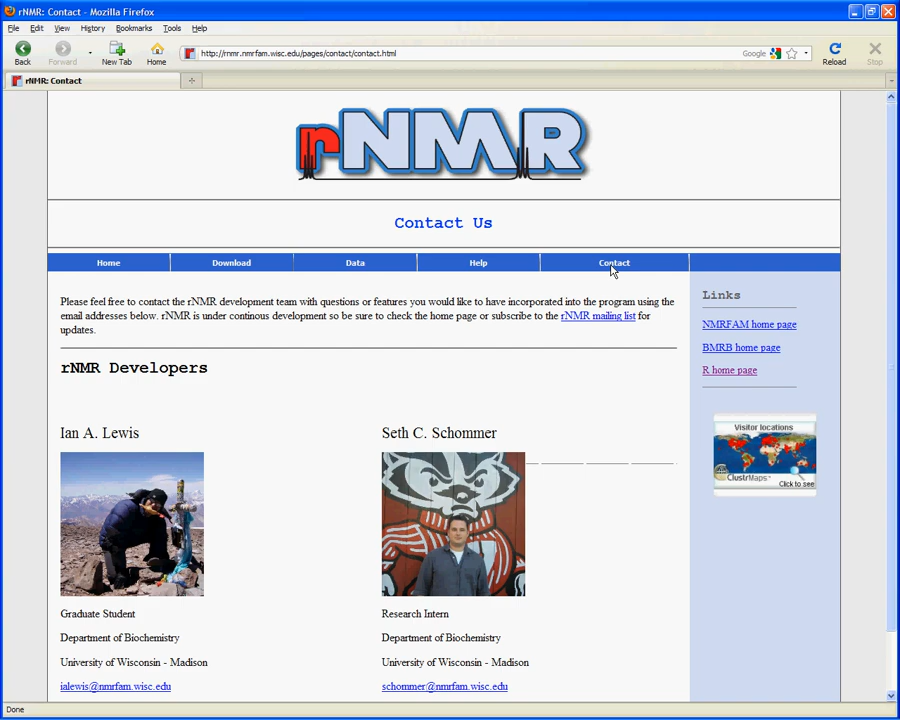 rNMR: Contact - Mozilla Firefox
File Edit View History Bookmarks Tools Help
http://rnmr.nmrfam.wisc.edu/pages/contact/contact.html
Google
Back Forward New Tab Home Reload Stop
rNMR: Contact
rNMR
Contact Us
Home Download Data Help Contact
Please feel free to contact the rNMR development team with questions or features you would like to have incorporated into the program using the
email addresses below. rNMR is under continous development so be sure to check the home page or subscribe to the rNMR mailing list for
updates.
rNMR Developers
Ian A. Lewis
Graduate Student
Department of Biochemistry
University of Wisconsin - Madison
ialewis@nmrfam.wisc.edu
Seth C. Schommer
Research Intern
Department of Biochemistry
University of Wisconsin - Madison
schommer@nmrfam.wisc.edu
Links
NMRFAM home page
BMRB home page
R home page
Visitor locations
ClustrMaps™
Click to see
Done